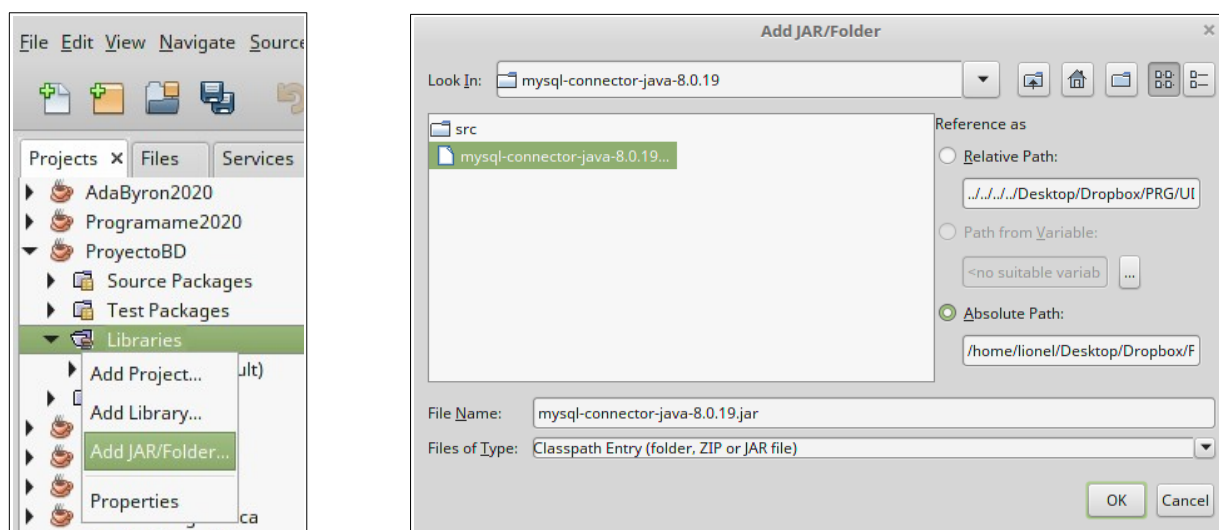 File Edit View Navigate Source
Projects × Files Services
AdaByron2020
Programame2020
ProyectoBD
Source Packages
Test Packages
Libraries
Add Project...
ult)
Add Library...
Add JAR/Folder...
Properties
ca
Add JAR/Folder
Look In: mysql-connector-java-8.0.19
src
mysql-connector-java-8.0.19...
Reference as
Relative Path:
../../../../Desktop/Dropbox/PRG/UI
Path from Variable:
<no suitable variab ...
Absolute Path:
/home/lionel/Desktop/Dropbox/F
File Name: mysql-connector-java-8.0.19.jar
Files of Type: Classpath Entry (folder, ZIP or JAR file)
OK Cancel